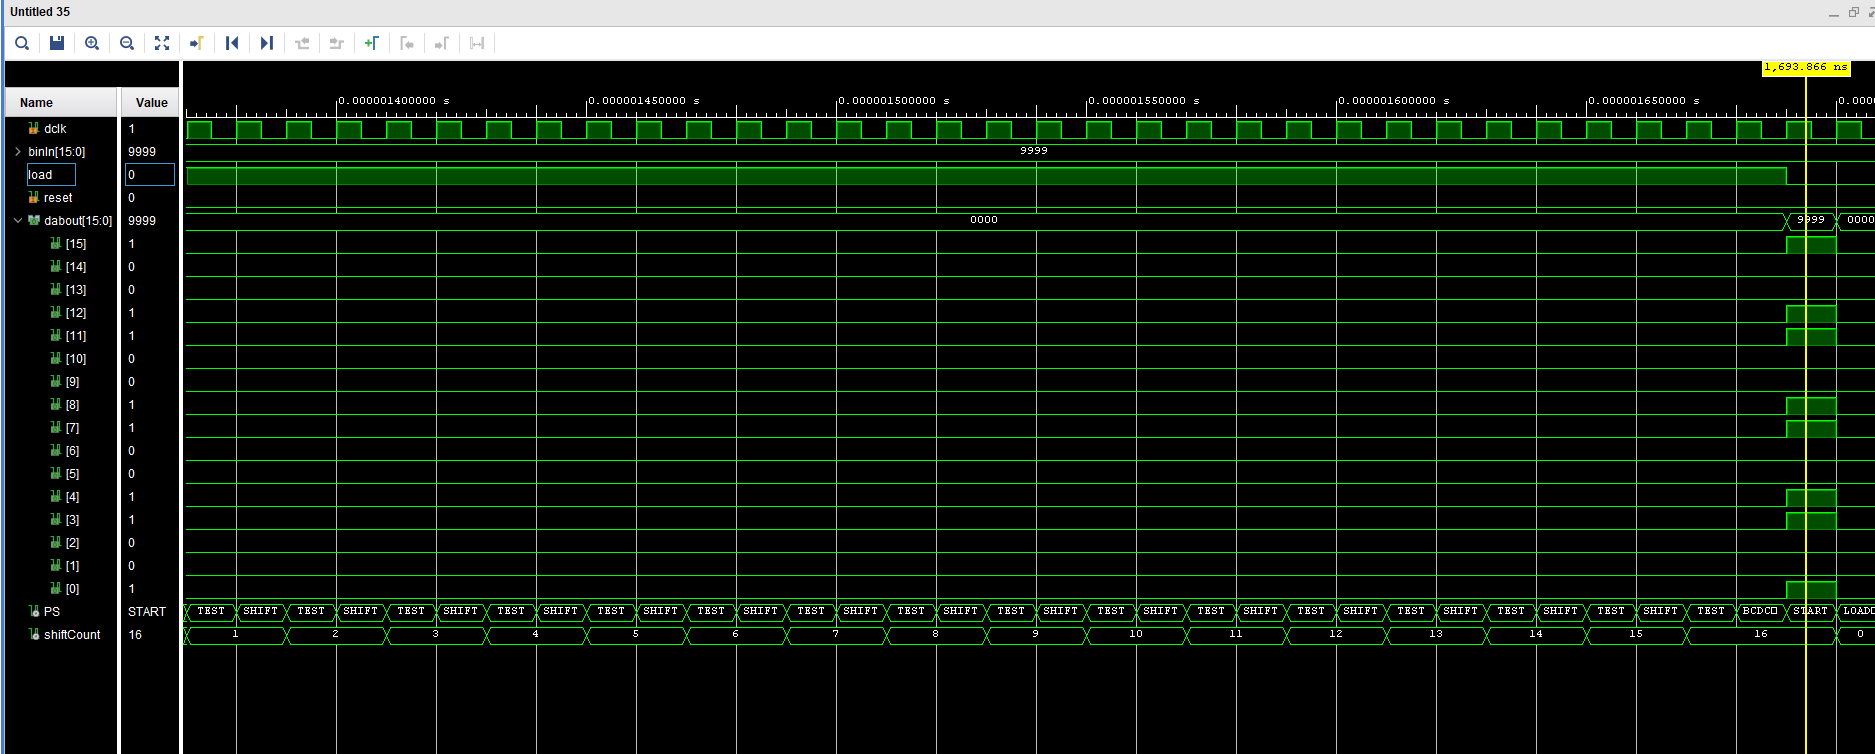 Untitled 35
1,693.866 ns
Name Value 0.000001400000 s 0.000001450000 s 0.000001500000 s 0.000001550000 s 0.000001600000 s 0.000001650000 s
dclk 1
binIn[15:0] 9999 9999
load 0
reset 0
dabout[15:0] 9999 0000 9999 0000
[15] 1
[14] 0
[13] 0
[12] 1
[11] 1
[10] 0
[9] 0
[8] 1
[7] 1
[6] 0
[5] 0
[4] 1
[3] 1
[2] 0
[1] 0
[0] 1
PS START TEST SHIFT TEST SHIFT TEST SHIFT TEST SHIFT TEST SHIFT TEST SHIFT TEST SHIFT TEST SHIFT TEST SHIFT TEST SHIFT TEST SHIFT TEST SHIFT TEST SHIFT TEST SHIFT TEST SHIFT TEST BCDC START LOAD
shiftCount 16 1 2 3 4 5 6 7 8 9 10 11 12 13 14 15 16 0